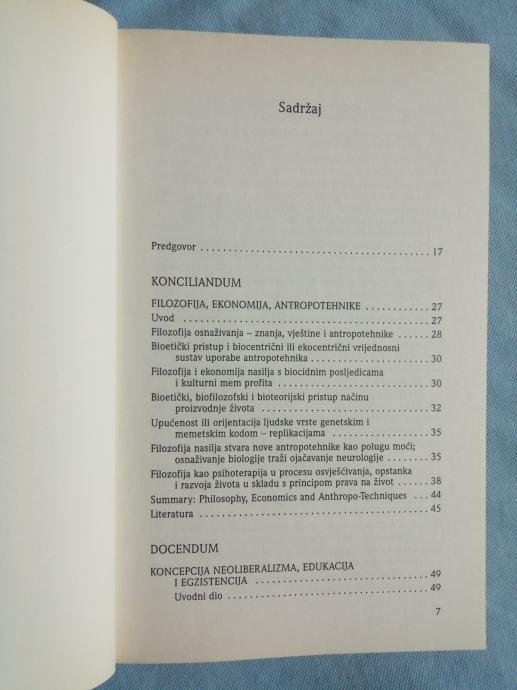 Sadržaj
Predgovor . . . . . . . . . . . . . . . . . . . . . . . . . . . . . . . . . . . . . . . . 17
KONCILIANDUM
FILOZOFIJA, EKONOMIJA, ANTROPOTEHNIKE . . . . . . . . . . . . 27
Uvod . . . . . . . . . . . . . . . . . . . . . . . . . . . . . . . . . . . . . . . . . . . 27
Filozofija osnaživanja – znanja, vještine i antropotehnike . . . . 28
Bioetički pristup i biocentrični ili ekocentrični vrijednosni
sustav uporabe antropotehnika . . . . . . . . . . . . . . . . . . . . . 30
Filozofija i ekonomija nasilja s biocidnim posljedicama
i kulturni mem profita . . . . . . . . . . . . . . . . . . . . . . . . . . . 30
Bioetički, biofilozofski i bioteorijski pristup načinu
proizvodnje života . . . . . . . . . . . . . . . . . . . . . . . . . . . . . . 32
Upućenost ili orijentacija ljudske vrste genetskim i
memetskim kodom – replikacijama . . . . . . . . . . . . . . . . . . 35
Filozofija nasilja stvara nove antropotehnike kao polugu moći;
osnaživanje biologije traži ojačavanje neurologije . . . . . . . . 35
Filozofija kao psihoterapija u procesu osvješćivanja, opstanka
i razvoja života u skladu s principom prava na život . . . . . . 38
Summary: Philosophy, Economics and Anthropo-Techniques . . . 44
Literatura . . . . . . . . . . . . . . . . . . . . . . . . . . . . . . . . . . . . . . . . 45
DOCENDUM
KONCEPCIJA NEOLIBERALIZMA, EDUKACIJA
I EGZISTENCIJA . . . . . . . . . . . . . . . . . . . . . . . . . . . . . . . 49
Uvodni dio . . . . . . . . . . . . . . . . . . . . . . . . . . . . . . . . . . . . 49
7